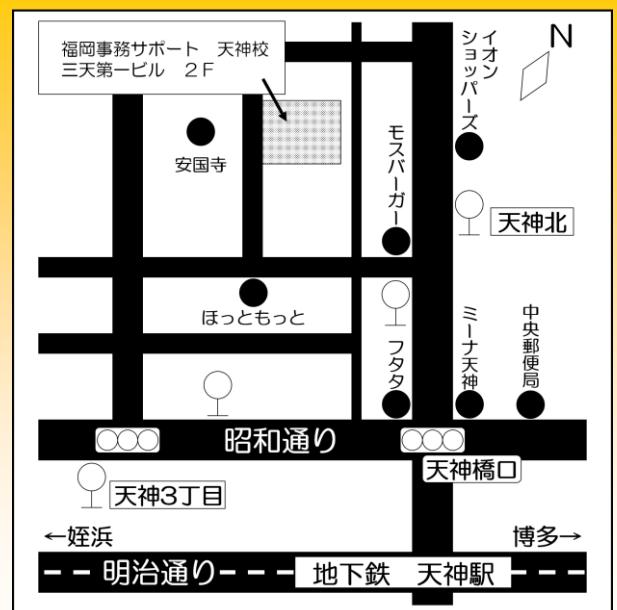 福岡事務サポート 天神校
三天第一ビル 2F
イオン
ショッパーズ
N
安国寺
モスバーガー
天神北
ほっともっと
フタタ
ミーナ天神
中央郵便局
昭和通り
天神橋口
天神3丁目
←姪浜
博多→
明治通り
地下鉄 天神駅